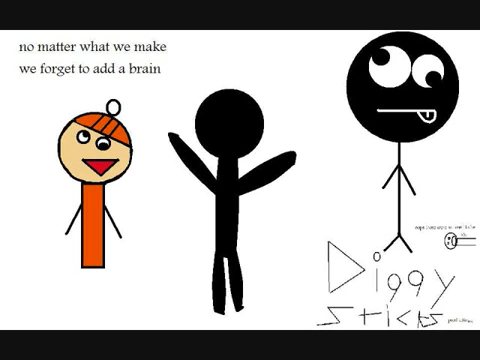 no matter what we make
we forget to add a brain
Diggy
sticks